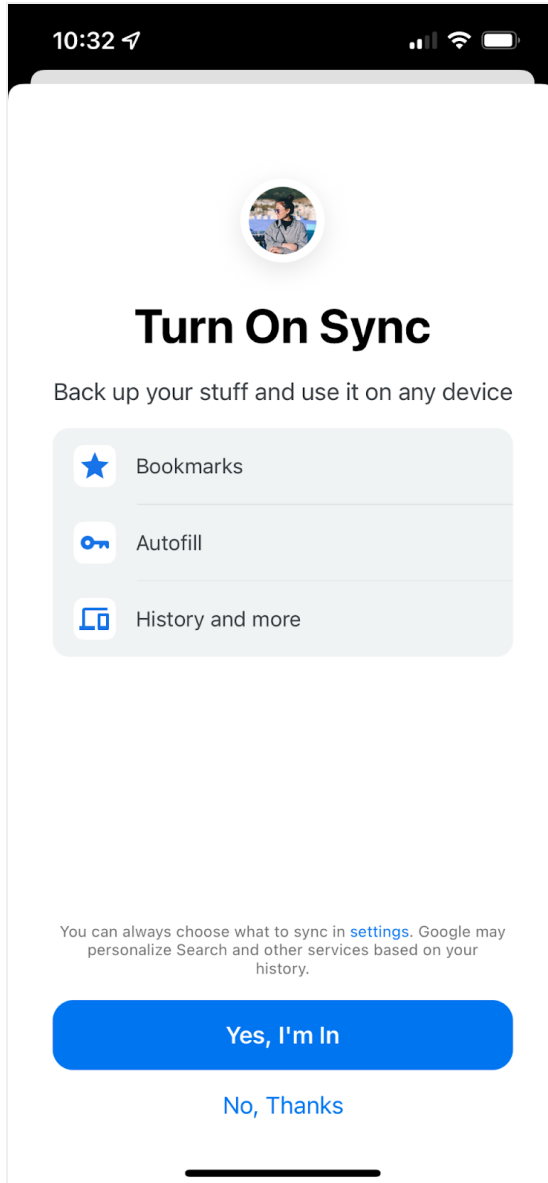 10:32
Turn On Sync
Back up your stuff and use it on any device
Bookmarks
Autofill
History and more
You can always choose what to sync in settings. Google may
personalize Search and other services based on your
history.
Yes, I'm In
No, Thanks